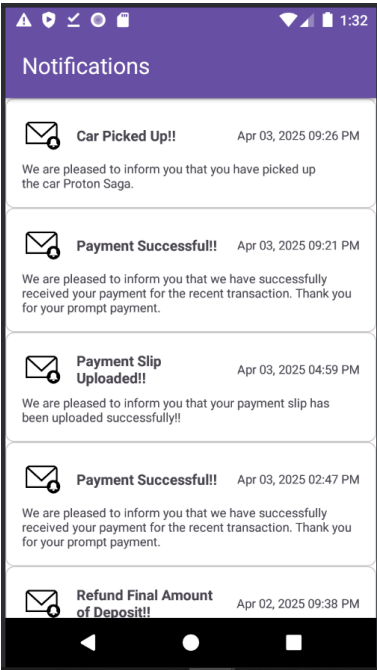 1:32
Notifications
Car Picked Up!! Apr 03, 2025 09:26 PM
We are pleased to inform you that you have picked up
the car Proton Saga.
Payment Successful!! Apr 03, 2025 09:21 PM
We are pleased to inform you that we have successfully
received your payment for the recent transaction. Thank you
for your prompt payment.
Payment Slip
Uploaded!!
Apr 03, 2025 04:59 PM
We are pleased to inform you that your payment slip has
been uploaded successfully!!
Payment Successful!! Apr 03, 2025 02:47 PM
We are pleased to inform you that we have successfully
received your payment for the recent transaction. Thank you
for your prompt payment.
Refund Final Amount
of Deposit!!
Apr 02, 2025 09:38 PM